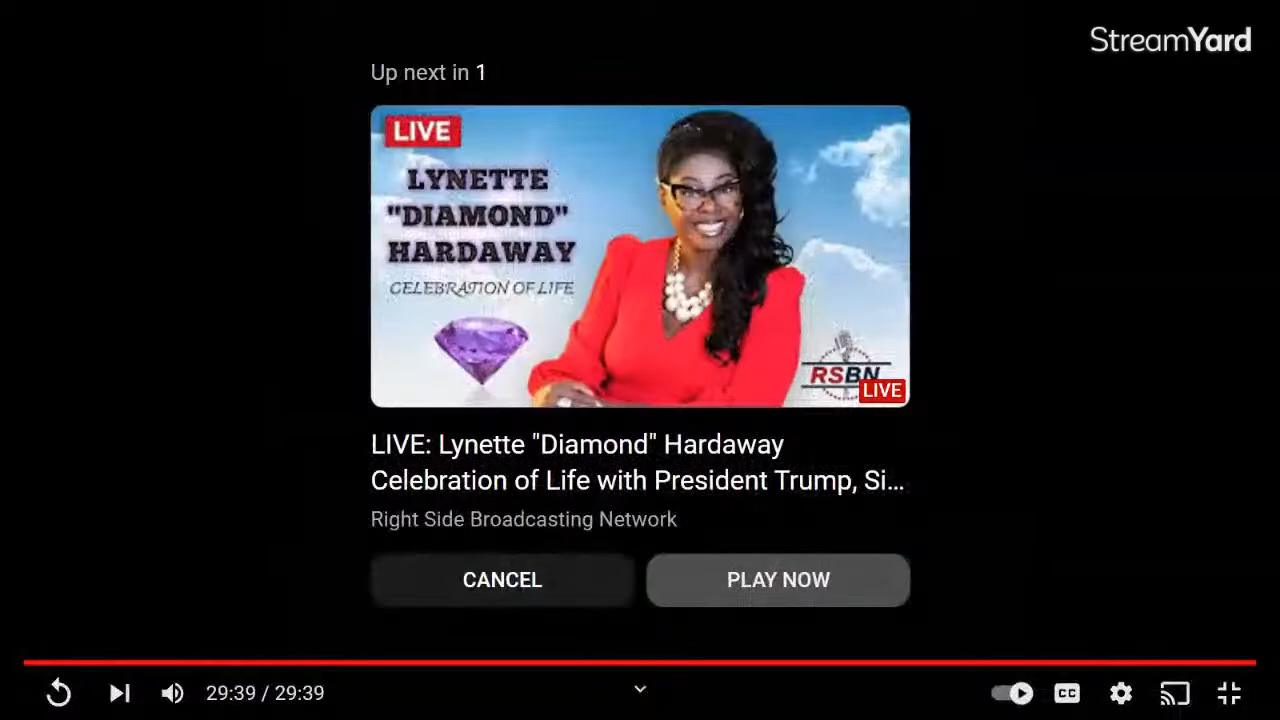 StreamYard
Up next in 1
LIVE
LYNETTE
"DIAMOND"
HARDAWAY
CELEBRATION OF LIFE
RSBN
LIVE
LIVE: Lynette "Diamond" Hardaway
Celebration of Life with President Trump, Si...
Right Side Broadcasting Network
CANCEL
PLAY NOW
29:39 / 29:39
CC